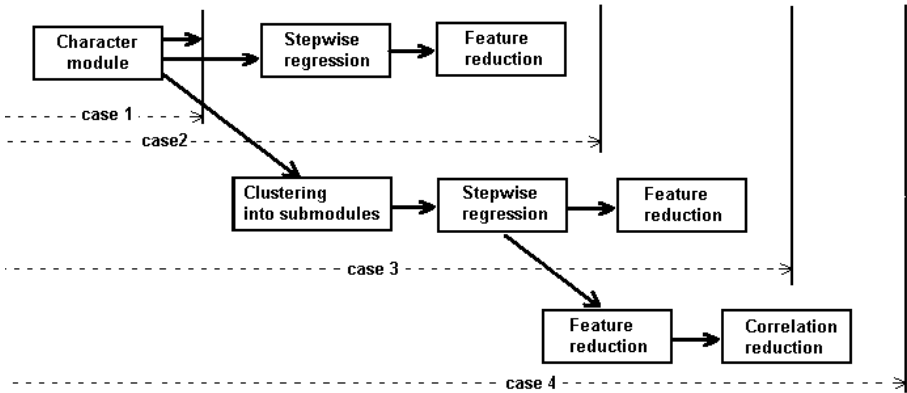 Character
module
Stepwise
regression
Feature
reduction
case 1
case2
Clustering
into submodules
Stepwise
regression
Feature
reduction
case 3
Feature
reduction
Correlation
reduction
case 4